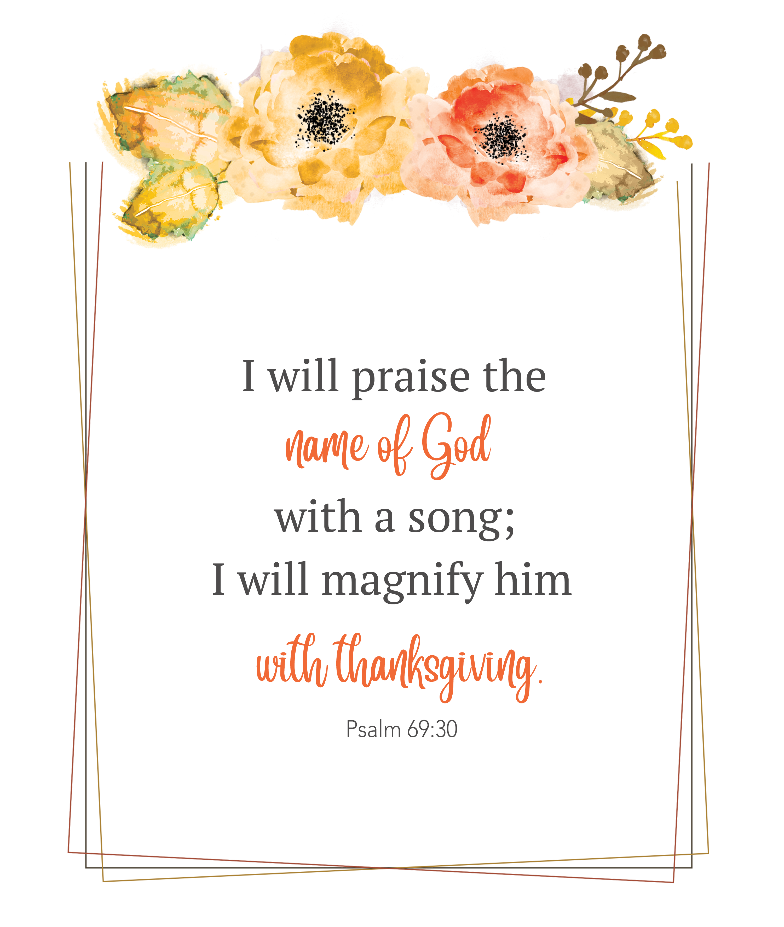 I will praise the
name of God
with a song;
I will magnify him
with thanksgiving.
Psalm 69:30